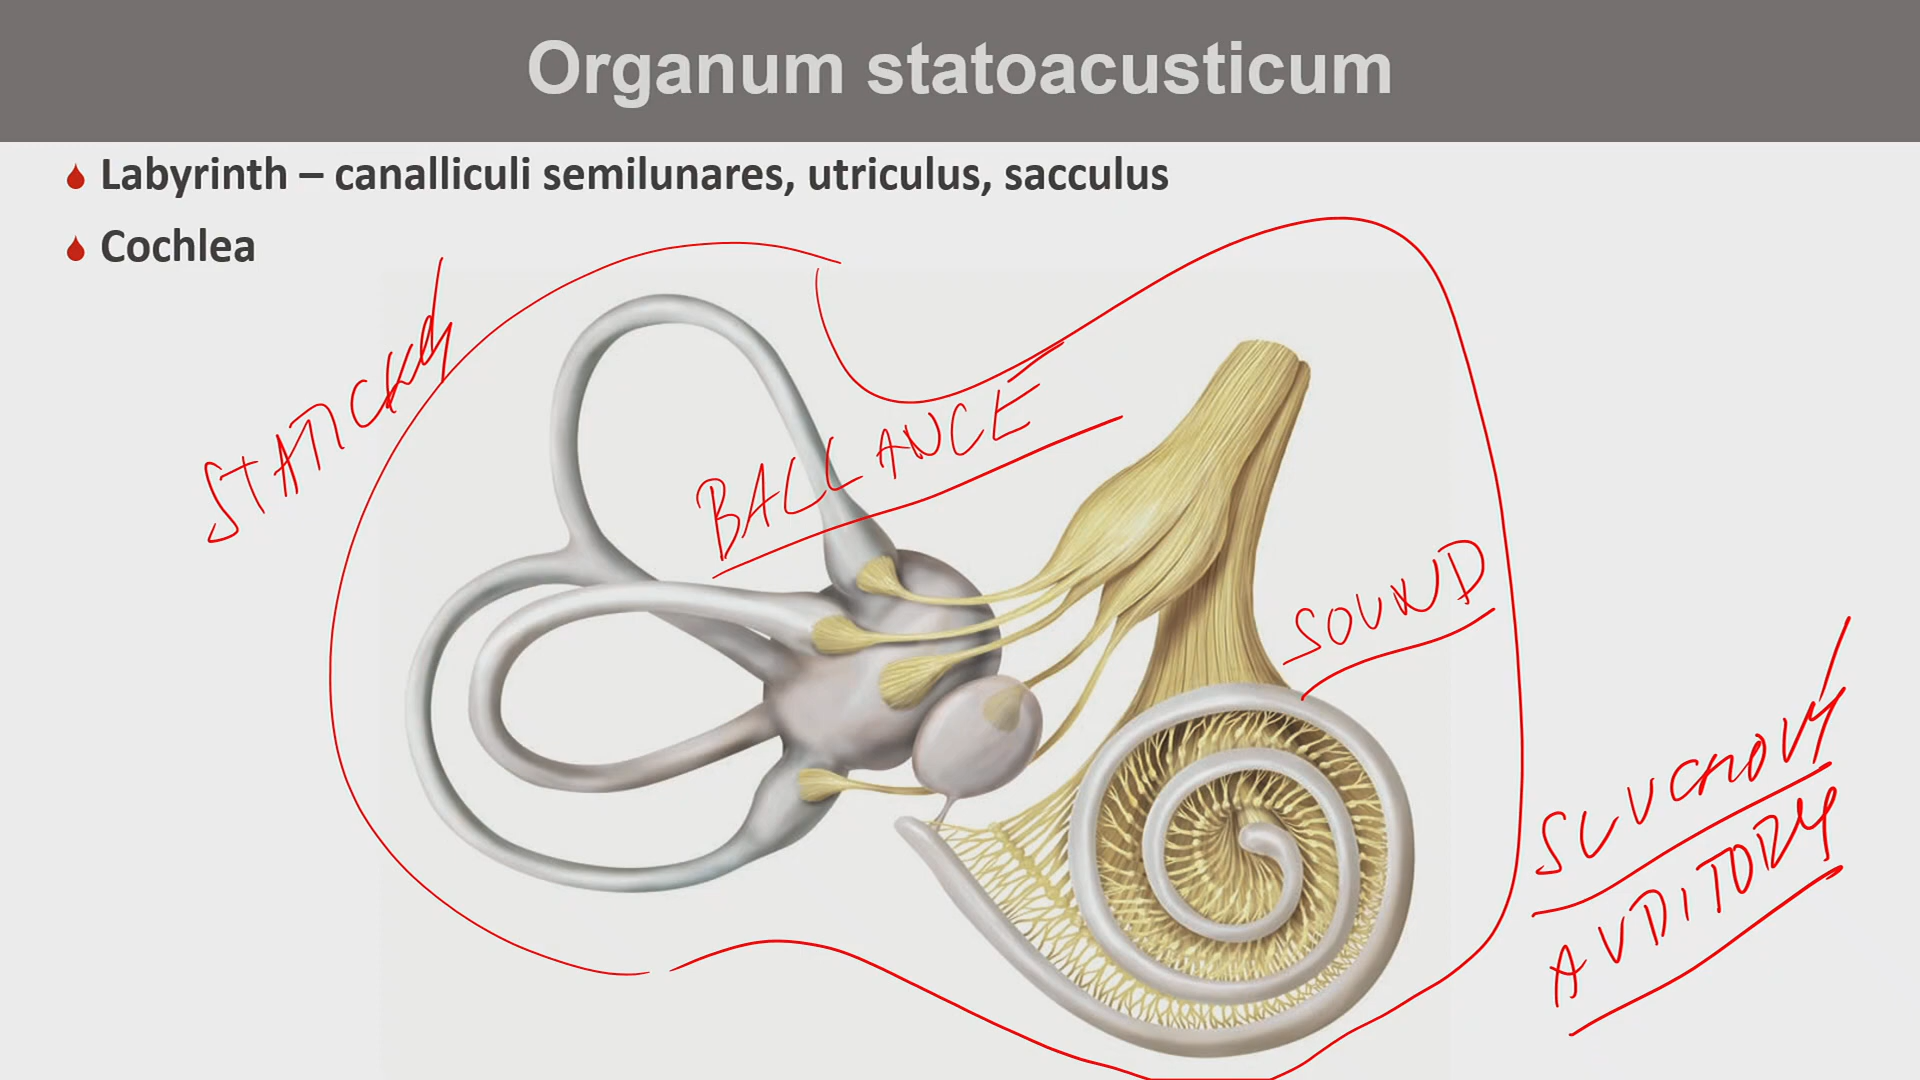 Organum statoacusticum
Labyrinth – canalliculi semilunares, utriculus, sacculus
Cochlea
STATICKÝ
BALLANCE
SOUND
SLUCHOVÝ
AUDITORY